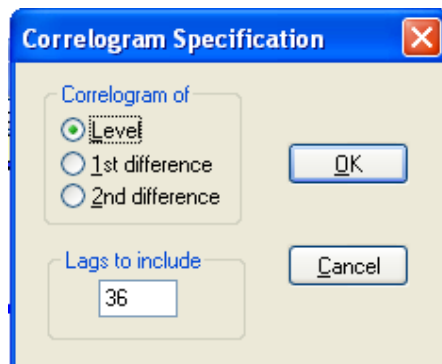 Correlogram Specification
Correlogram of
Level
1st difference
2nd difference
OK
Lags to include
36
Cancel